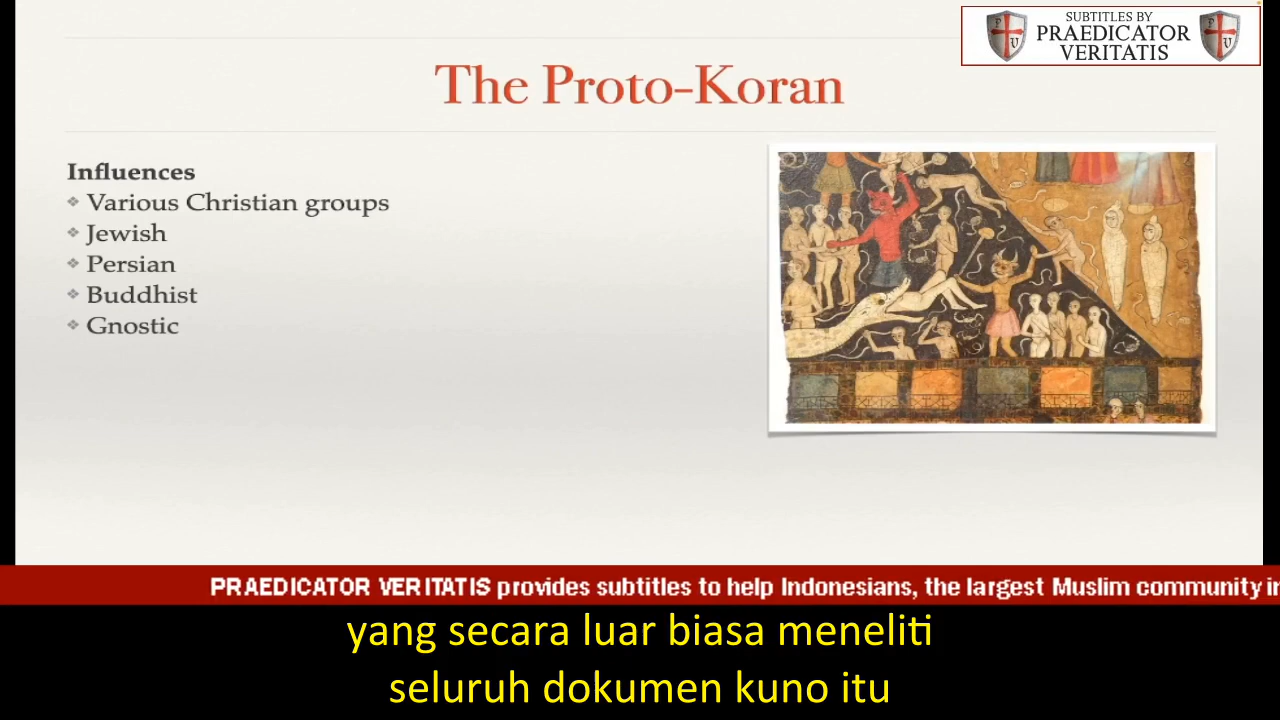 SUBTITLES BY
PRAEDICATOR
VERITATIS
P V
P V
The Proto-Koran
Influences
Various Christian groups
Jewish
Persian
Buddhist
Gnostic
PRAEDICATOR VERITATIS provides subtitles to help Indonesians, the largest Muslim community in
yang secara luar biasa meneliti
seluruh dokumen kuno itu